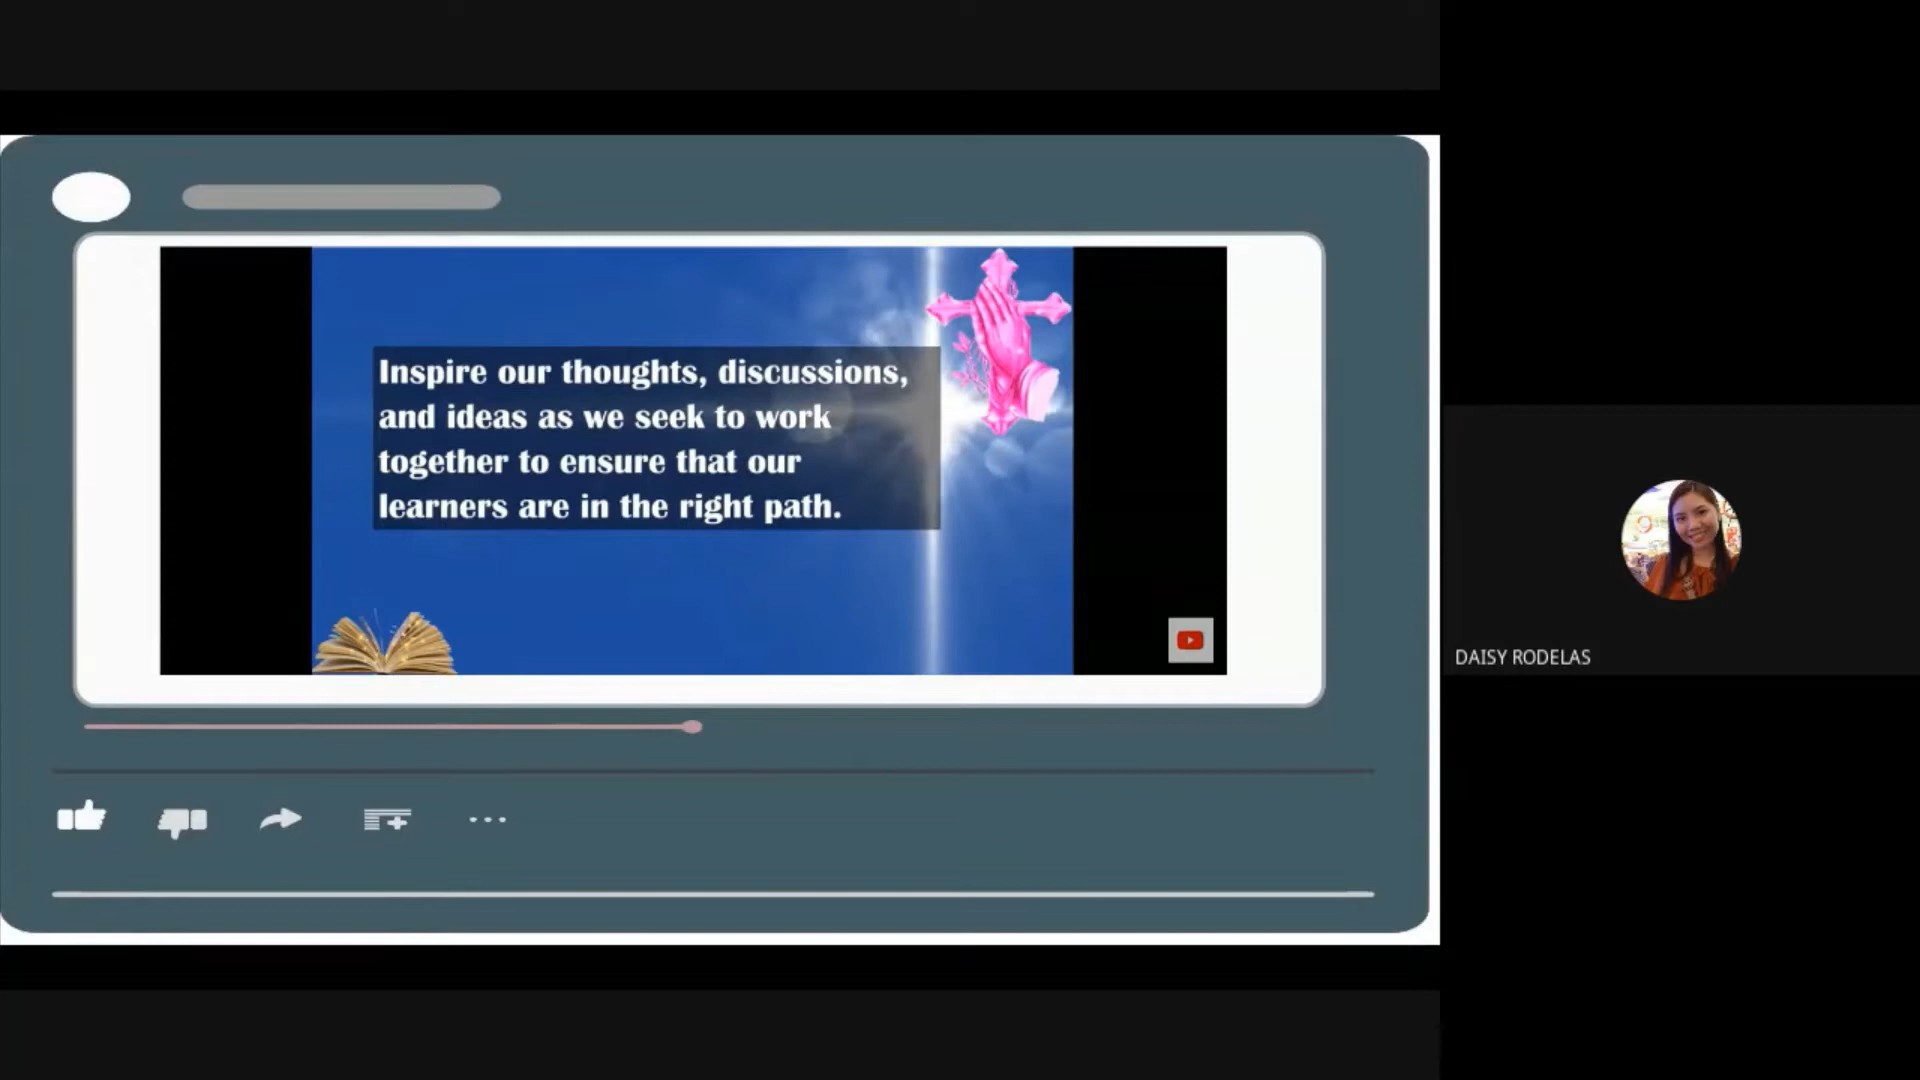 Inspire our thoughts, discussions,
and ideas as we seek to work
together to ensure that our
learners are in the right path.
DAISY RODELAS